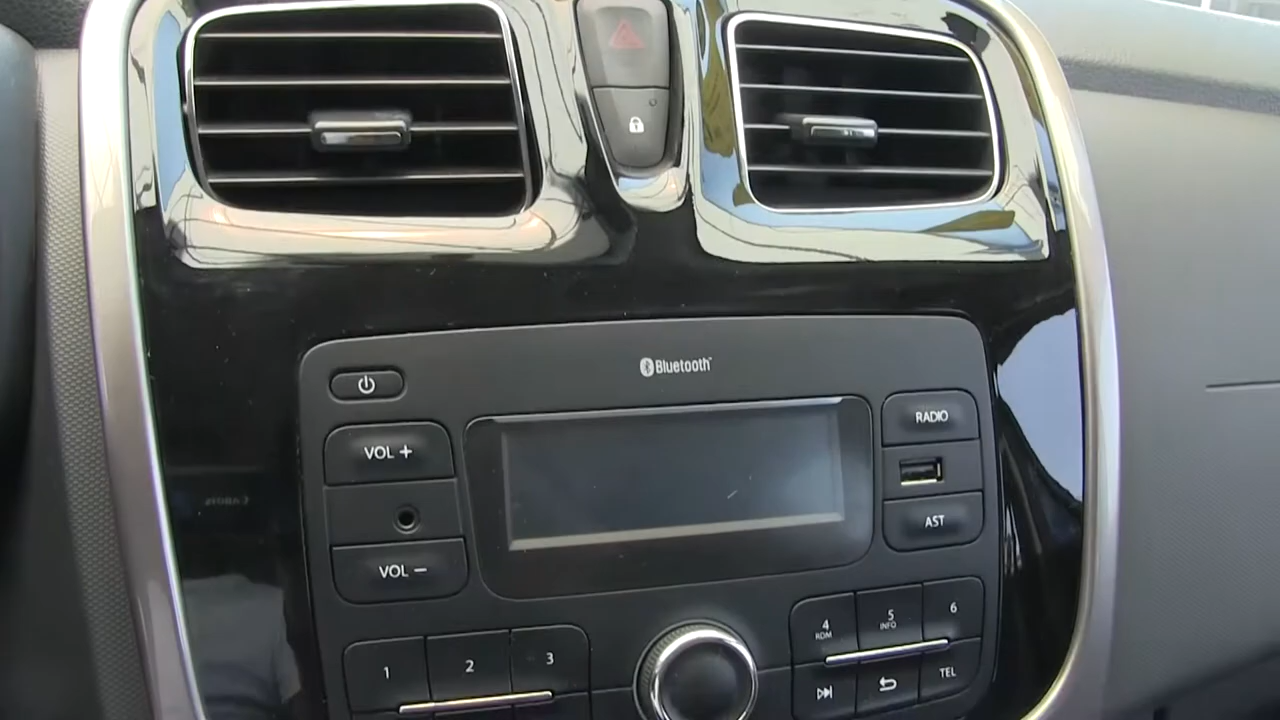 Bluetooth
VOL +
RADIO
VOL −
AST
1
2
3
4
RDM
5
INFO
6
TEL